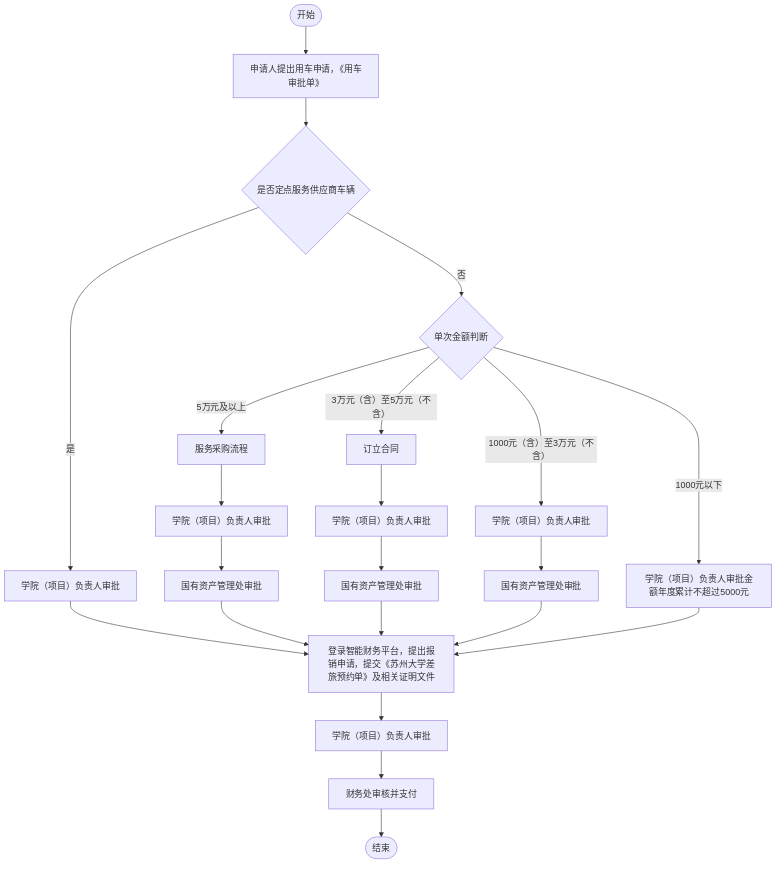 开始
申请人提出用车申请，《用车
审批单》
是否定点服务供应商车辆
否
单次金额判断
5万元及以上
3万元（含）至5万元（不
含）
1000元（含）至3万元（不
含）
1000元以下
是
服务采购流程
订立合同
学院（项目）负责人审批
学院（项目）负责人审批
学院（项目）负责人审批
学院（项目）负责人审批
国有资产管理处审批
国有资产管理处审批
国有资产管理处审批
学院（项目）负责人审批金
额年度累计不超过5000元
登录智能财务平台，提出报
销申请，提交《苏州大学差
旅预约单》及相关证明文件
学院（项目）负责人审批
财务处审核并支付
结束